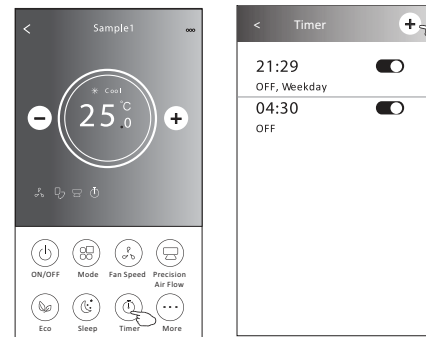 Sample1
Cool
25.0 °C
ON/OFF Mode Fan Speed Precision Air Flow
Eco Sleep Timer More
Timer
21:29
OFF, Weekday
04:30
OFF